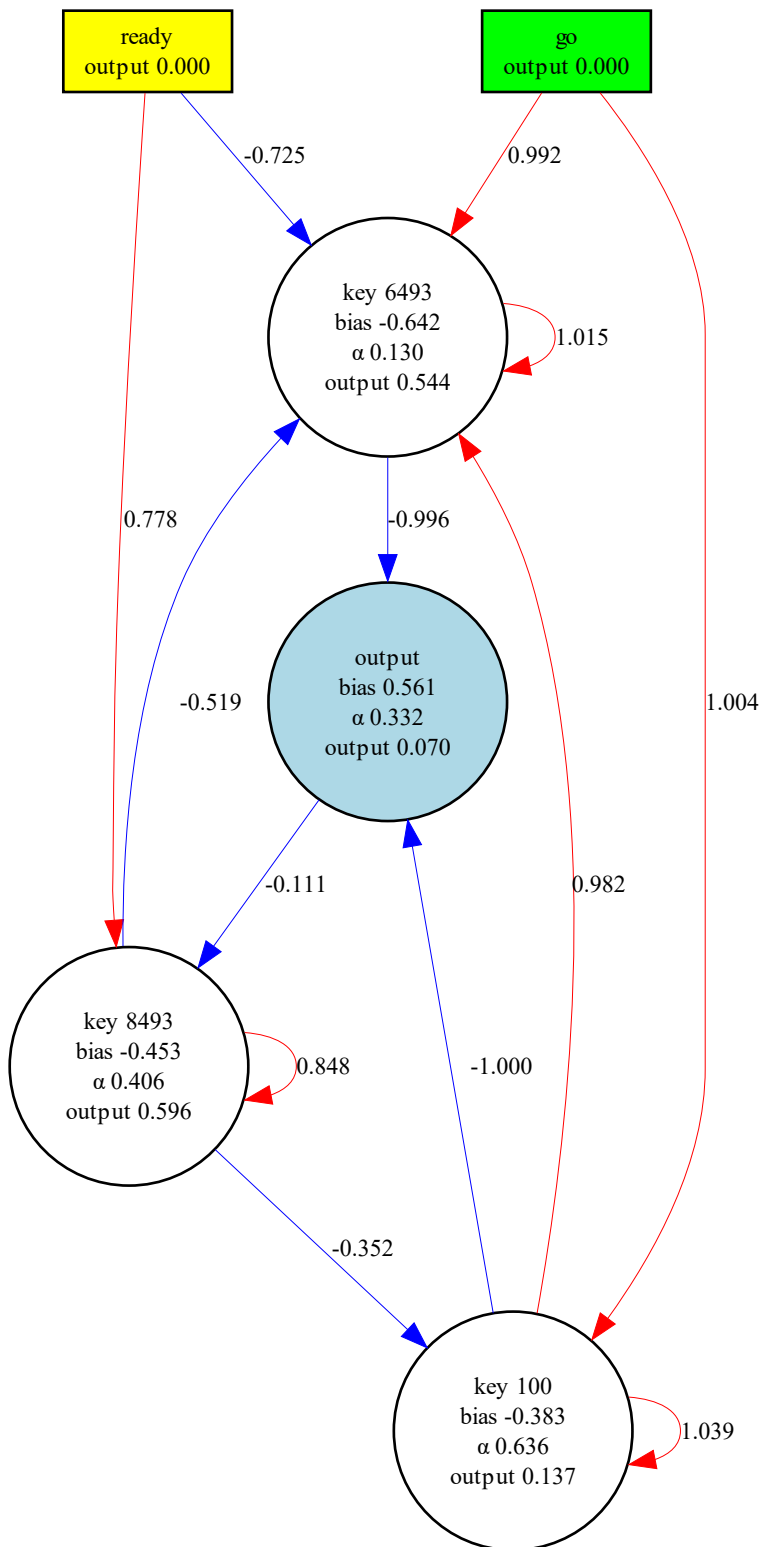 ready
output 0.000
go
output 0.000
-0.725
0.992
key 6493
bias -0.642
α 0.130
output 0.544
1.015
0.778
-0.996
output
bias 0.561
α 0.332
output 0.070
-0.519
1.004
-0.111
0.982
key 8493
bias -0.453
α 0.406
output 0.596
0.848
-1.000
-0.352
key 100
bias -0.383
α 0.636
output 0.137
1.039